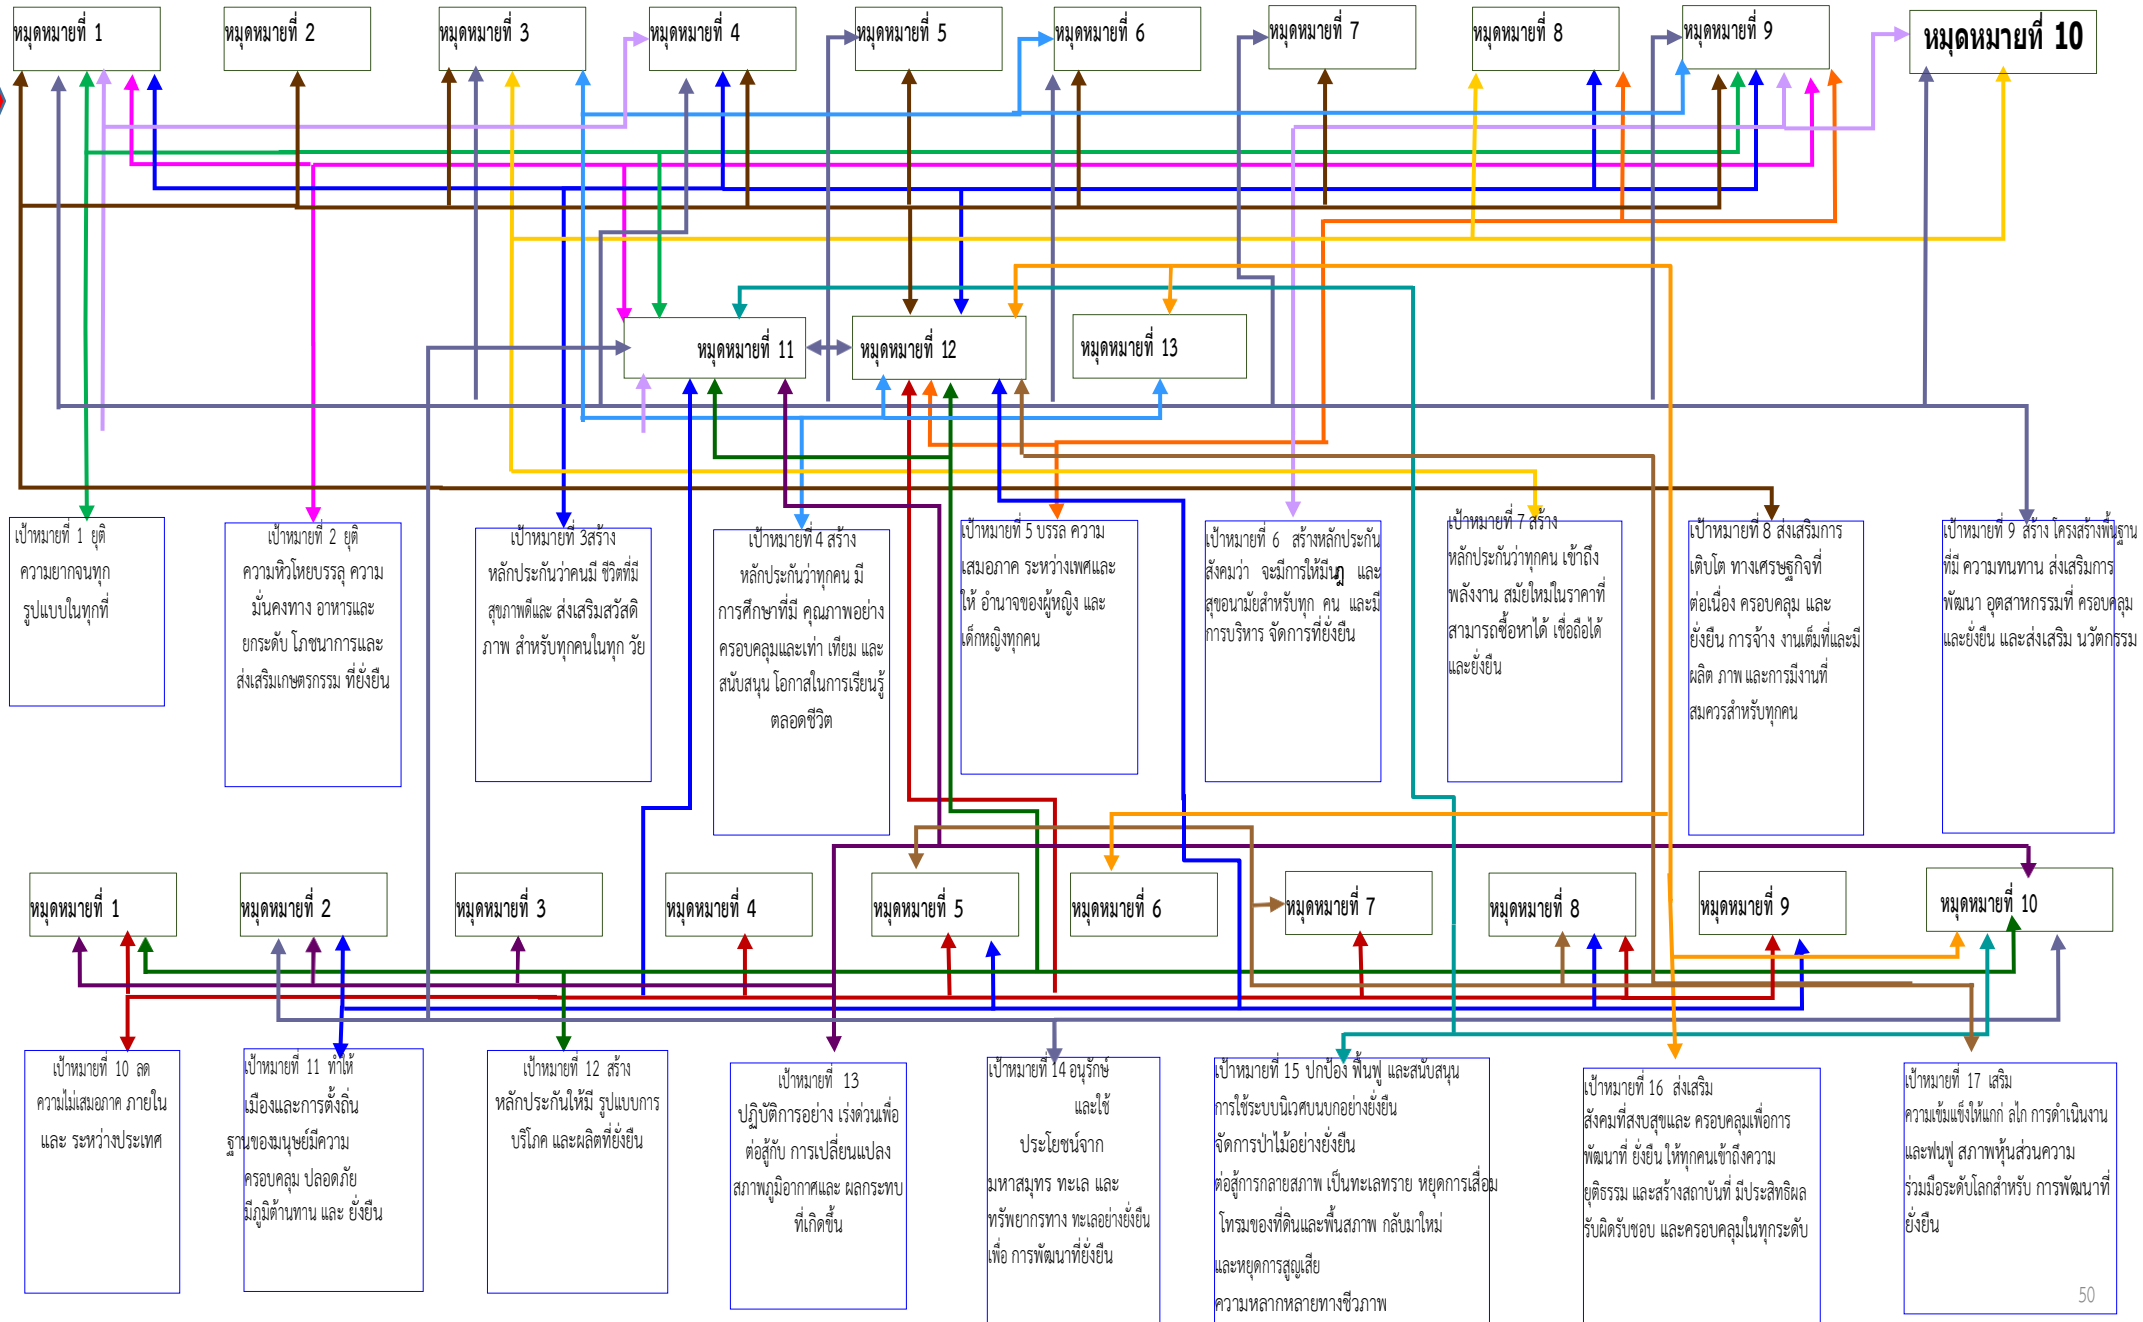 หมุดหมายที่ 1
หมุดหมายที่ 2
หมุดหมายที่ 3
หมุดหมายที่ 4
หมุดหมายที่ 5
หมุดหมายที่ 6
หมุดหมายที่ 7
หมุดหมายที่ 8
หมุดหมายที่ 9
หมุดหมายที่ 10
หมุดหมายที่ 11
หมุดหมายที่ 12
หมุดหมายที่ 13
เป้าหมายที่ 1 ยุติ
ความยากจนทุก
รูปแบบในทุกที่
เป้าหมายที่ 2 ยุติ
ความหิวโหยบรรลุ ความ
มั่นคงทาง อาหารและ
ยกระดับ โภชนาการและ
ส่งเสริมเกษตรกรรม ที่ยั่งยืน
เป้าหมายที่ 3สร้าง
หลักประกันว่าคนมี ชีวิตที่มี
สุขภาพดีและ ส่งเสริมสวัสดิ
ภาพ สำหรับทุกคนในทุก วัย
เป้าหมายที่ 4 สร้าง
หลักประกันว่าทุกคน มี
การศึกษาที่มี คุณภาพอย่าง
ครอบคลุมและเท่า เทียม และ
สนับสนุน โอกาสในการเรียนรู้
ตลอดชีวิต
เป้าหมายที่ 5 บรรล ความ
เสมอภาค ระหว่างเพศและ
ให้ อำนาจของผู้หญิง และ
เด็กหญิงทุกคน
เป้าหมายที่ 6 สร้างหลักประกัน
สังคมว่า จะมีการให้มีน และ
สุขอนามัยสำหรับทุก คน และมี
การบริหาร จัดการที่ยั่งยืน
เป้าหมายที่ 7 สร้าง
หลักประกันว่าทุกคน เข้าถึง
พลังงาน สมัยใหม่ในราคาที่
สามารถซื้อหาได้ เชื่อถือได้
และยั่งยืน
เป้าหมายที่ 8 ส่งเสริมการ
เติบโต ทางเศรษฐกิจที่
ต่อเนื่อง ครอบคลุม และ
ยั่งยืน การจ้าง งานเต็มที่และมี
ผลิต ภาพ และการมีงานที่
สมควรสำหรับทุกคน
เป้าหมายที่ 9 สร้าง โครงสร้างพื้นฐาน
ที่มี ความทนทาน ส่งเสริมการ
พัฒนา อุตสาหกรรมที่ ครอบคลุม
และยั่งยืน และส่งเสริม นวัตกรรม
หมุดหมายที่ 1
หมุดหมายที่ 2
หมุดหมายที่ 3
หมุดหมายที่ 4
หมุดหมายที่ 5
หมุดหมายที่ 6
หมุดหมายที่ 7
หมุดหมายที่ 8
หมุดหมายที่ 9
หมุดหมายที่ 10
เป้าหมายที่ 10 ลด
ความไม่เสมอภาค ภายใน
และ ระหว่างประเทศ
เป้าหมายที่ 11 ทำให้
เมืองและการตั้งถิ่น
ฐานของมนุษย์มีความ
ครอบคลุม ปลอดภัย
มีภูมิต้านทาน และ ยั่งยืน
เป้าหมายที่ 12 สร้าง
หลักประกันให้มี รูปแบบการ
บริโภค และผลิตที่ยั่งยืน
เป้าหมายที่ 13
ปฏิบัติการอย่าง เร่งด่วนเพื่อ
ต่อสู้กับ การเปลี่ยนแปลง
สภาพภูมิอากาศและ ผลกระทบ
ที่เกิดขึ้น
เป้าหมายที่ 14 อนุรักษ์
และใช้
ประโยชน์จาก
มหาสมุทร ทะเล และ
ทรัพยากรทาง ทะเลอย่างยั่งยืน
เพื่อ การพัฒนาที่ยั่งยืน
เป้าหมายที่ 15 ปกป้อง ฟื้นฟู และสนับสนุน
การใช้ระบบนิเวศบนบกอย่างยั่งยืน
จัดการป่าไม้อย่างยั่งยืน
ต่อสู้การกลายสภาพ เป็นทะเลทราย หยุดการเสื่อม
โทรมของที่ดินและฟื้นสภาพ กลับมาใหม่
และหยุดการสูญเสีย
ความหลากหลายทางชีวภาพ
เป้าหมายที่ 16 ส่งเสริม
สังคมที่สงบสุขและ ครอบคลุมเพื่อการ
พัฒนาที่ ยั่งยืน ให้ทุกคนเข้าถึงความ
ยุติธรรม และสร้างสถาบันที่ มีประสิทธิผล
รับผิดรับชอบ และครอบคลุมในทุกระดับ
เป้าหมายที่ 17 เสริม
ความเข้มแข็งให้แก่ ลไก การดำเนินงาน
และฟนฟู สภาพหุ้นส่วนความ
ร่วมมือระดับโลกสำหรับ การพัฒนาที่
ยั่งยืน
50